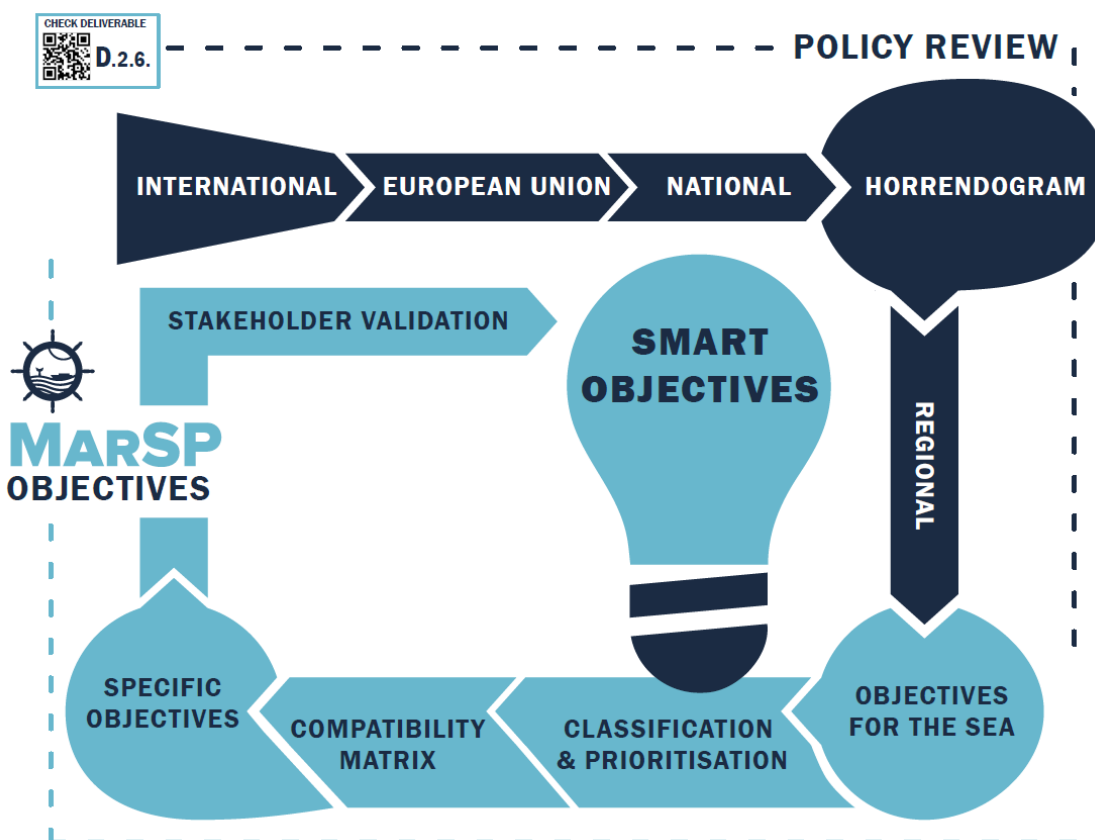 CHECK DELIVERABLE
D.2.6.
POLICY REVIEW
INTERNATIONAL
EUROPEAN UNION
NATIONAL
HORRENDOGRAM
STAKEHOLDER VALIDATION
SMART
OBJECTIVES
REGIONAL
MARSP
OBJECTIVES
SPECIFIC
OBJECTIVES
COMPATIBILITY
MATRIX
CLASSIFICATION
& PRIORITISATION
OBJECTIVES
FOR THE SEA